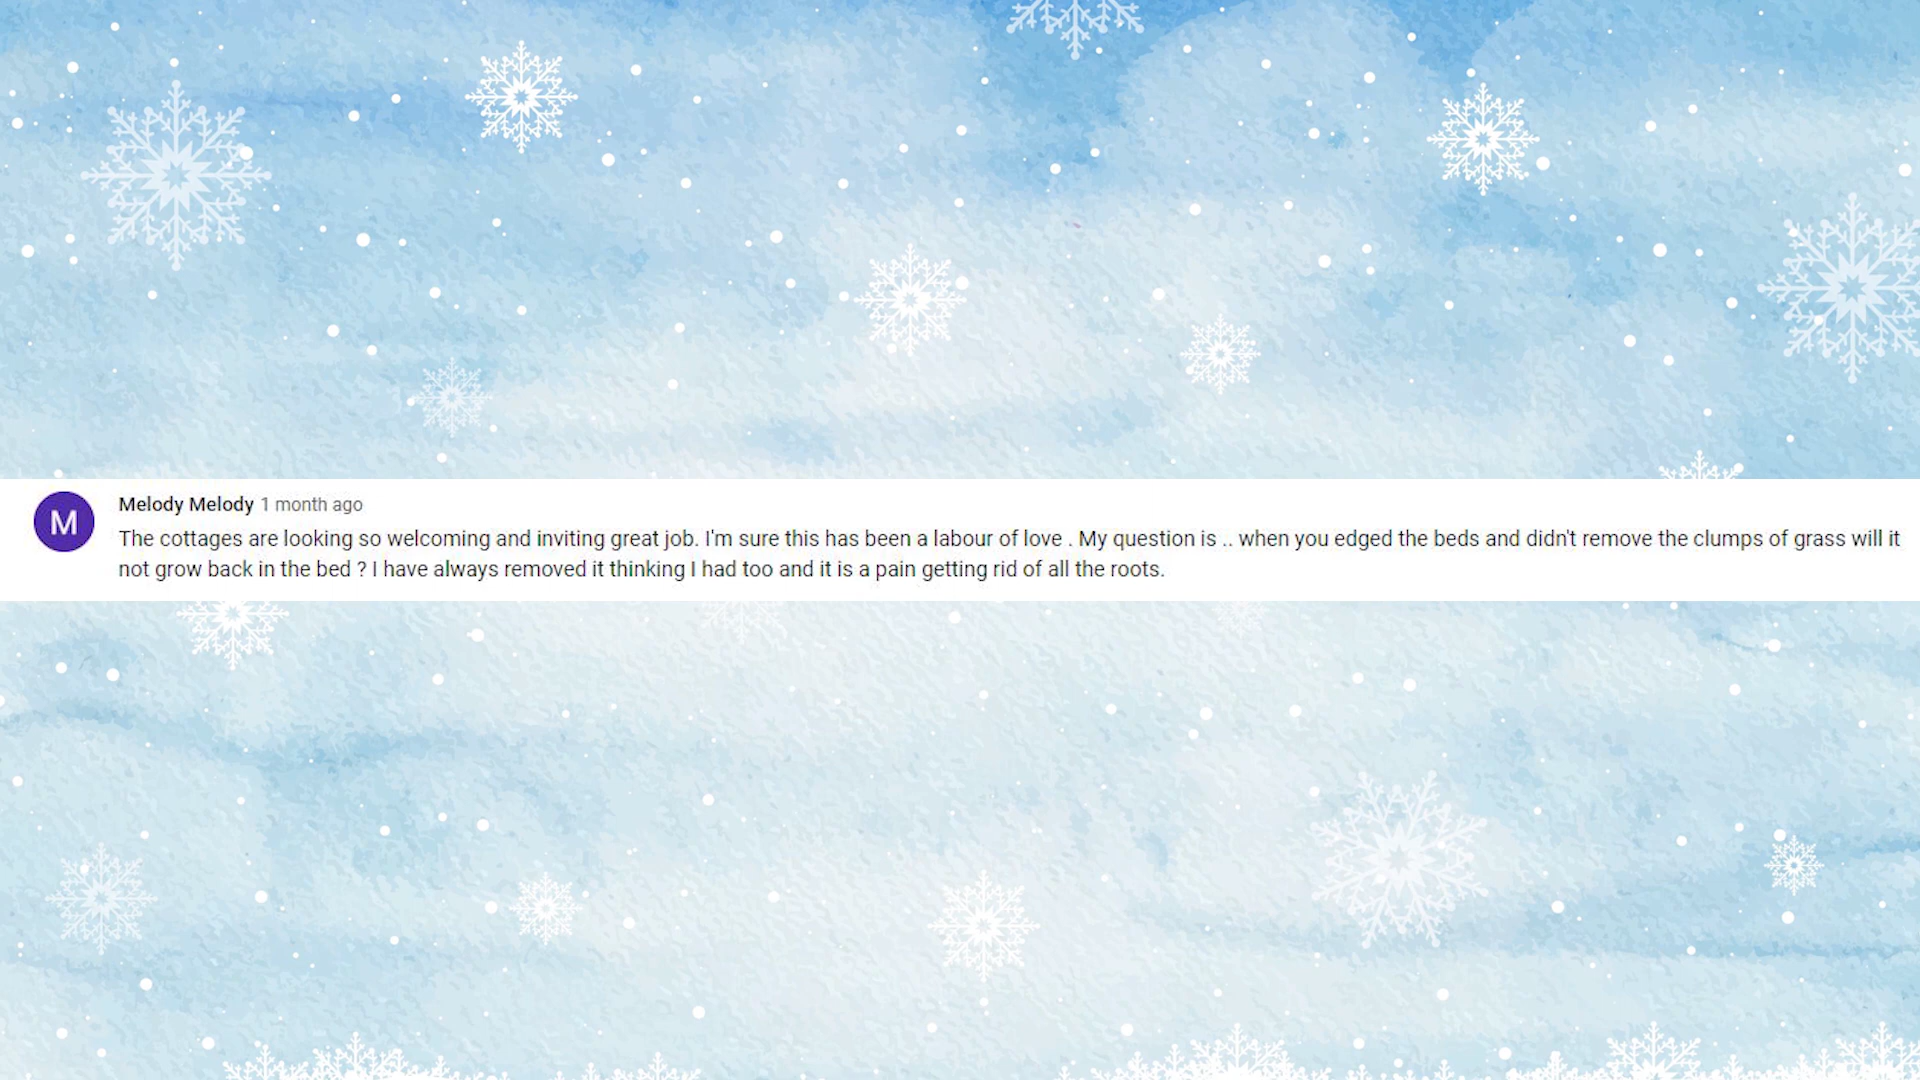 M
Melody Melody 1 month ago
The cottages are looking so welcoming and inviting great job. I'm sure this has been a labour of love . My question is .. when you edged the beds and didn't remove the clumps of grass will it
not grow back in the bed ? I have always removed it thinking I had too and it is a pain getting rid of all the roots.